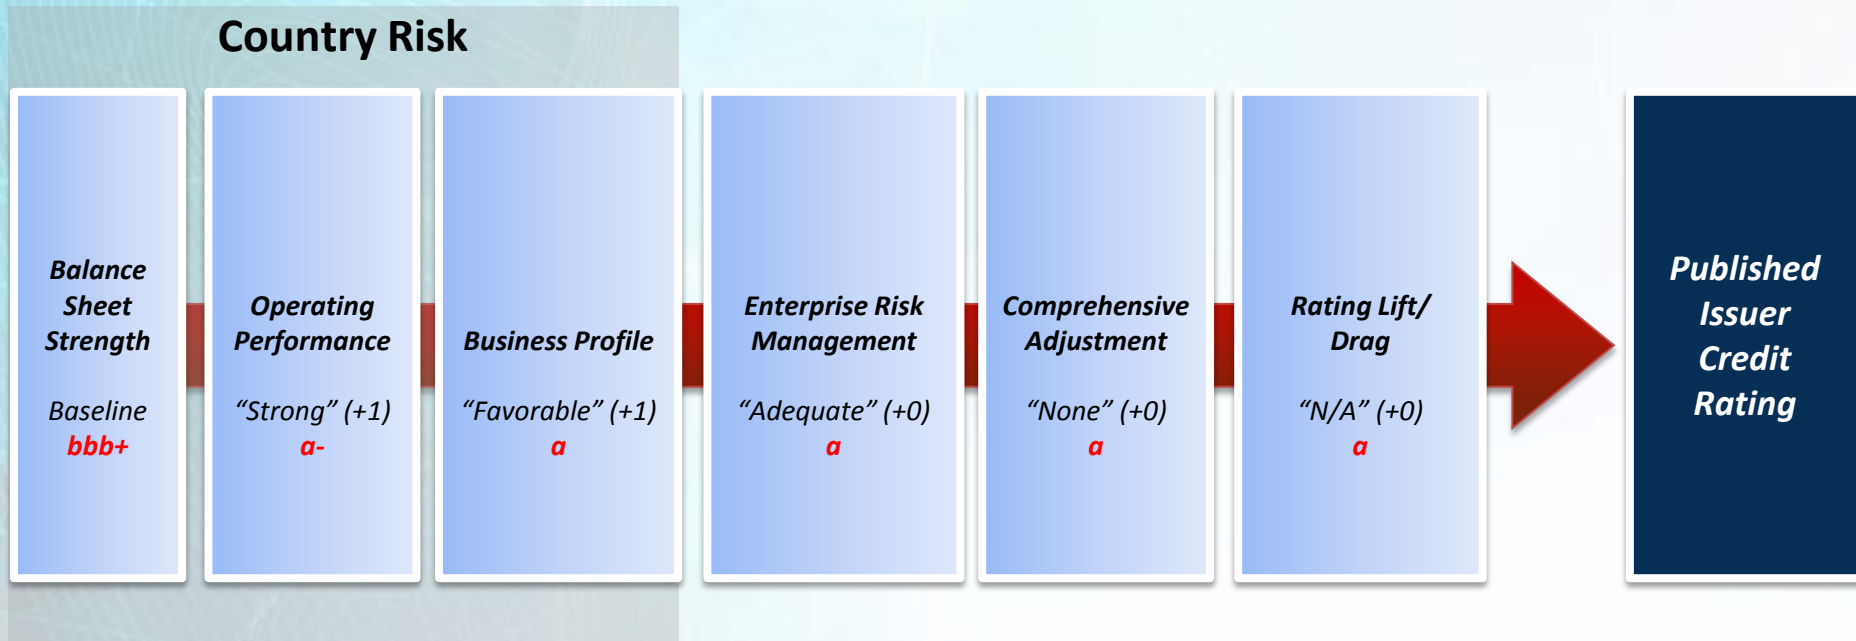 Country Risk
Balance
Sheet
Strength
Baseline
bbb+
Operating
Performance
“Strong” (+1)
a-
Business Profile
“Favorable” (+1)
a
Enterprise Risk
Management
“Adequate” (+0)
a
Comprehensive
Adjustment
“None” (+0)
a
Rating Lift/
Drag
“N/A” (+0)
a
Published
Issuer
Credit
Rating